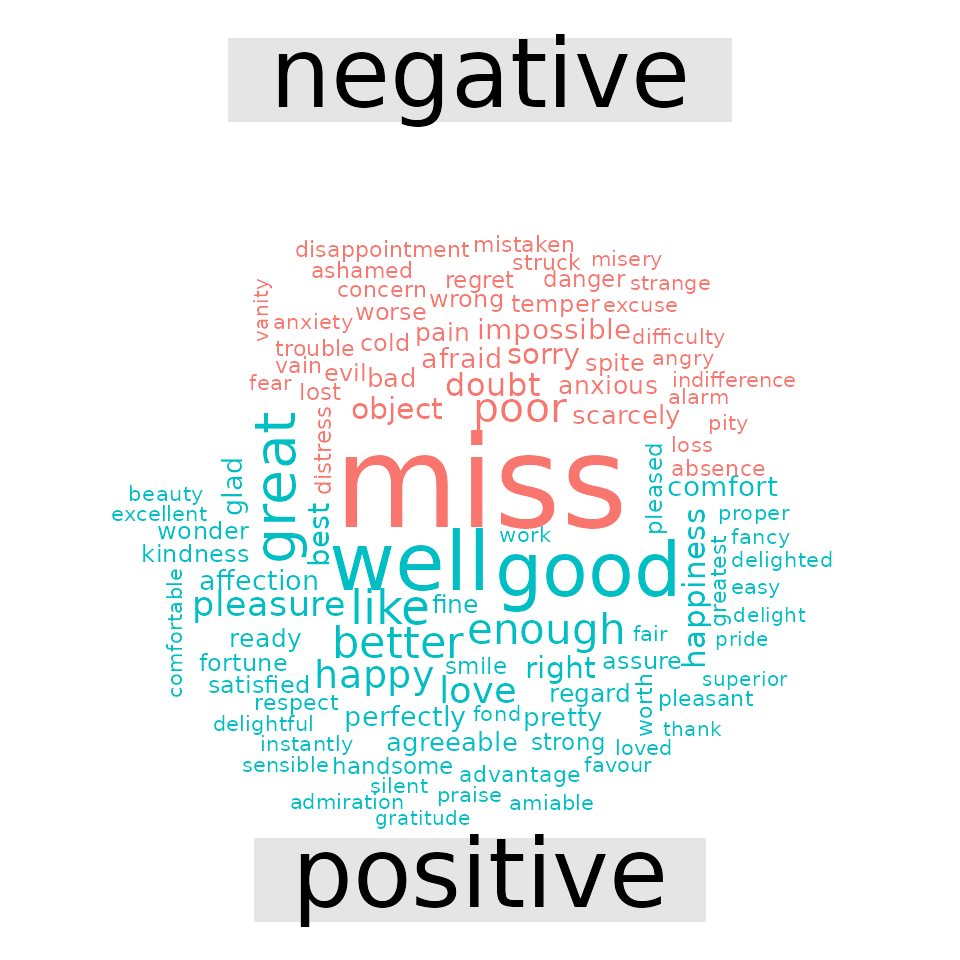 negative
disappointment mistaken
struck misery
ashamed regret danger strange
vanity concern wrong temper excuse
anxiety worse pain impossible difficulty
trouble cold afraid sorry spite angry
vain evil bad doubt anxious indifference
fear lost object poor scarcely alarm
pity
great distress miss loss
glad best pleased absence
beauty comfort
excellent proper
wonder well work good happiness fancy
kindness greatest delighted
affection easy
comfortable pleasure like fine delight
ready better enough fair pride
fortune happy smile right assure
satisfied love regard worth superior
respect pleasant
delightful perfectly fond pretty thank
instantly agreeable strong loved
sensible handsome advantage favour
silent praise
admiration amiable
gratitude
positive